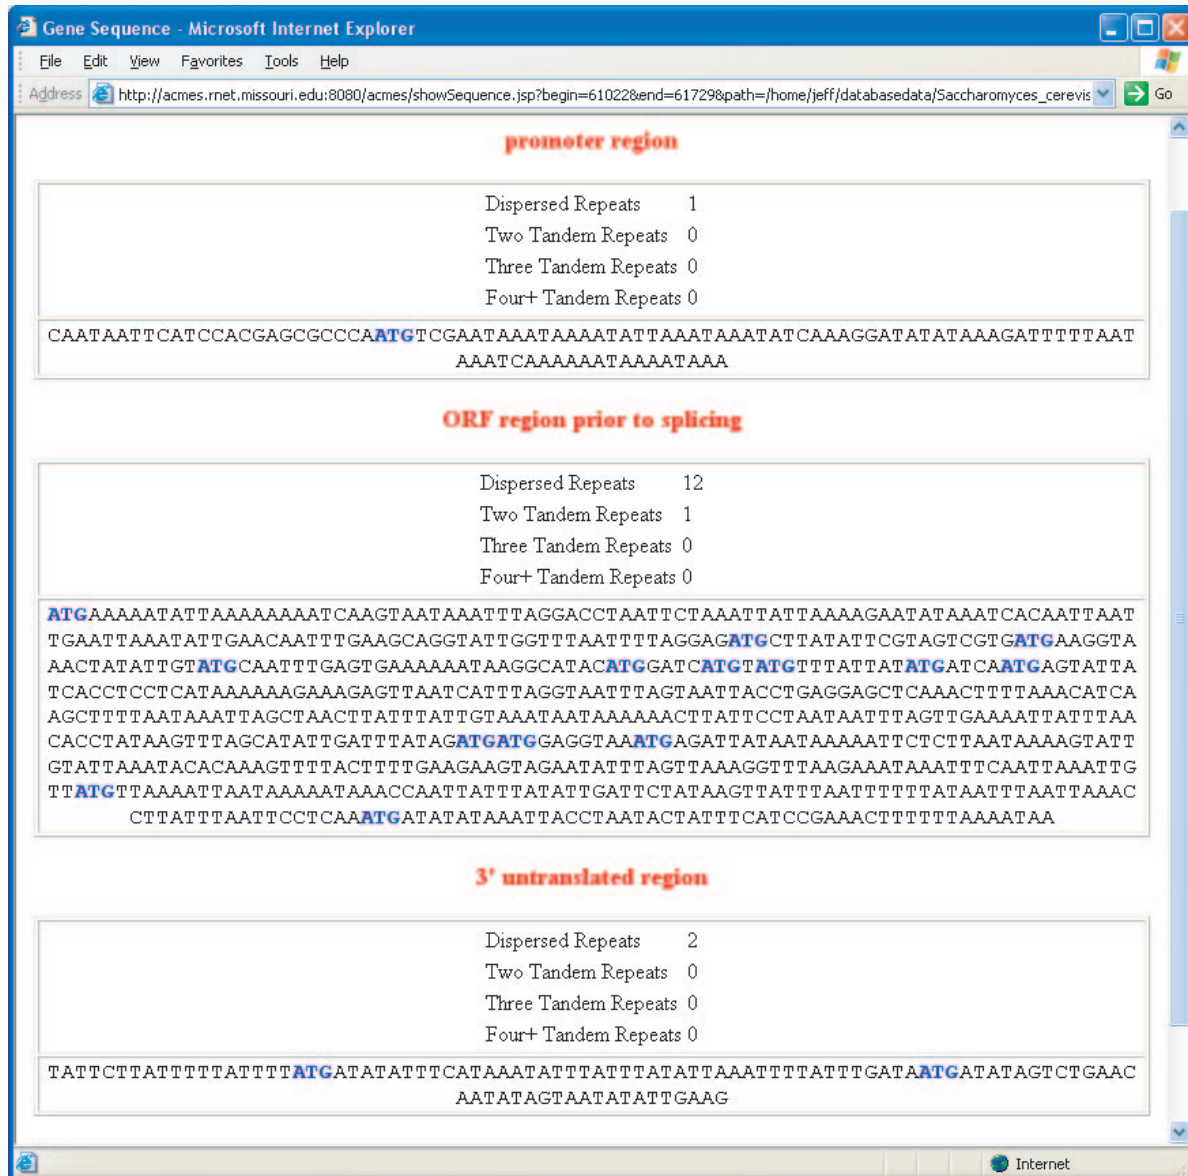 Gene Sequence - Microsoft Internet Explorer
File Edit View Favorites Tools Help
Address http://acmes.rnet.missouri.edu:8080/acmes/showSequence.jsp?begin=61022&end=61729&path=/home/jeff/databasedata/Saccharomyces_cerevis Go
promoter region
Dispersed Repeats 1
Two Tandem Repeats 0
Three Tandem Repeats 0
Four+ Tandem Repeats 0
CAATAATTCATCCACGAGCGCCCAATGTCGAATAAATAAAATATTAAATAAATATCAAAGGATATATAAAGATTTTTAAT
AAATCAAAAAATAAAATAAA
ORF region prior to splicing
Dispersed Repeats 12
Two Tandem Repeats 1
Three Tandem Repeats 0
Four+ Tandem Repeats 0
ATGAAAAATATTAAAAAAAATCAAGTAATAAATTTAGGACCTAATTCTAAATTATTAAAAGAATATAAATCACAATTAAT
TGAATTAAATATTGAACAATTTGAAGCAGGTATTGGTTTAATTTTAGGAGATGCTTATATTCGTAGTCGTGATGAAGGTA
AACTATATTGTATGCAATTTGAGTGAAAAAATAAGGCATACATGGATCATGTATGTTTATTATATGATCAATGAGTATTA
TCACCTCCTCATAAAAAAGAAAGAGTTAATCATTTAGGTAATTTAGTAATTACCTGAGGAGCTCAAACTTTTAAACATCA
AGCTTTTAATAAATTAGCTAACTTATTTATTGTAAATAATAAAAAACTTATTCCTAATAATTTAGTTGAAAATTATTTAA
CACCTATAAGTTTAGCATATTGATTTATAGATGATGGAGGTAAATGAGATTATAATAAAAATTCTCTTAATAAAAGTATT
GTATTAAATACACAAAGTTTTACTTTTGAAGAAGTAGAATATTTAGTTAAAGGTTTAAGAAATAAATTTCAATTAAATTG
TTATGTTAAAATTAATAAAAATAAACCAATTATTTATATTGATTCTATAAGTTATTTAATTTTTTATAATTTAATTAAAC
CTTATTTAATTCCTCAAATGATATATAAATTACCTAATACTATTTCATCCGAAACTTTTTTAAAATAA
3' untranslated region
Dispersed Repeats 2
Two Tandem Repeats 0
Three Tandem Repeats 0
Four+ Tandem Repeats 0
TATTCTTATTTTTATTTTATGATATATTTCATAAATATTTATTTATATTAAATTTTATTTGATAATGATATAGTCTGAAC
AATATAGTAATATATTGAAG
Internet